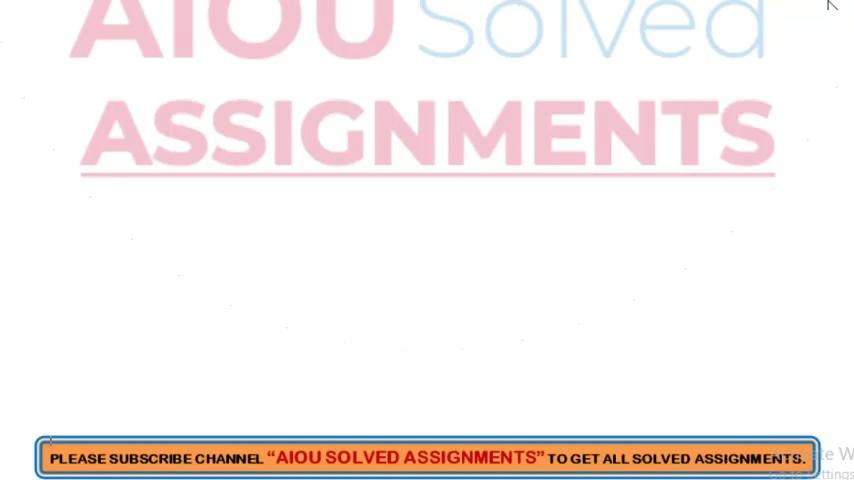 AIOU Solved
ASSIGNMENTS
PLEASE SUBSCRIBE CHANNEL “AIOU SOLVED ASSIGNMENTS” TO GET ALL SOLVED ASSIGNMENTS.